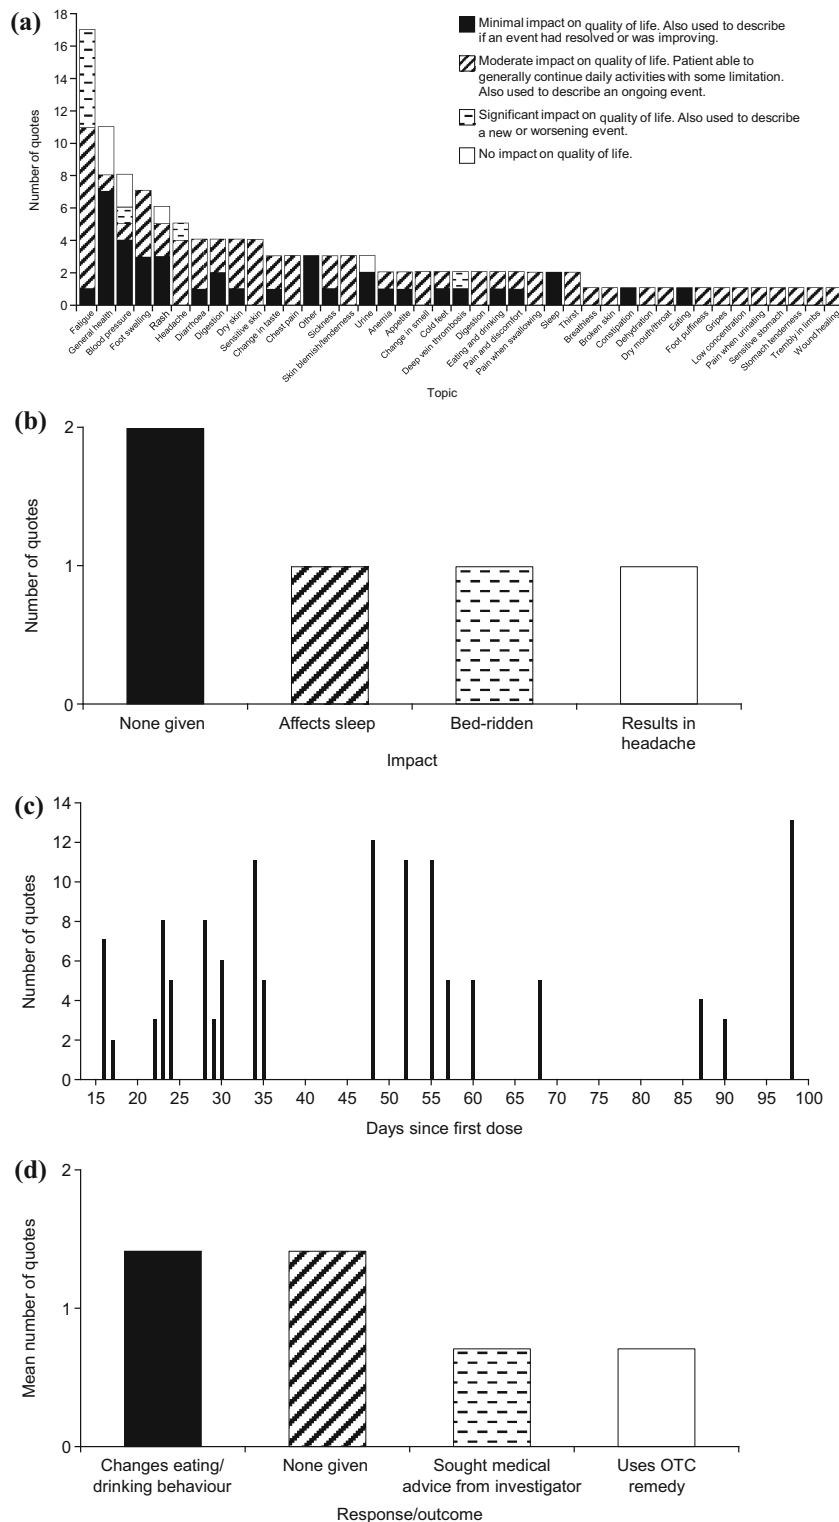 (a)
18
16
14
12
10
8
6
4
2
0
Number of quotes
Minimal impact on quality of life. Also used to describe
if an event had resolved or was improving.
Moderate impact on quality of life. Patient able to
generally continue daily activities with some limitation.
Also used to describe an ongoing event.
Significant impact on quality of life. Also used to describe
a new or worsening event.
No impact on quality of life.
Fatigue
General health
Blood pressure
Foot swelling
Rash
Headache
Diarrhoea
Digestion
Dry skin
Sensitive skin
Change in taste
Chest pain
Other
Sickness
Skin blemish/tenderness
Urine
Anemia
Appetite
Change in smell
Cold feet
Deep vein thrombosis
Digestion
Eating and drinking
Pain and discomfort
Pain when swallowing
Sleep
Thirst
Breathless
Broken skin
Constipation
Dehydration
Dry mouth/throat
Eating
Foot puffiness
Gripes
Low concentration
Pain when urinating
Sensitive stomach
Stomach tenderness
Trembly in limbs
Wound healing
Topic
(b)
2
1
0
Number of quotes
None given
Affects sleep
Bed-ridden
Results in
headache
Impact
(c)
14
12
10
8
6
4
2
0
Number of quotes
15 20 25 30 35 40 45 50 55 60 65 70 75 80 85 90 95 100
Days since first dose
(d)
2
1
0
Mean number of quotes
Changes eating/
drinking behaviour
None given
Sought medical
advice from investigator
Uses OTC
remedy
Response/outcome